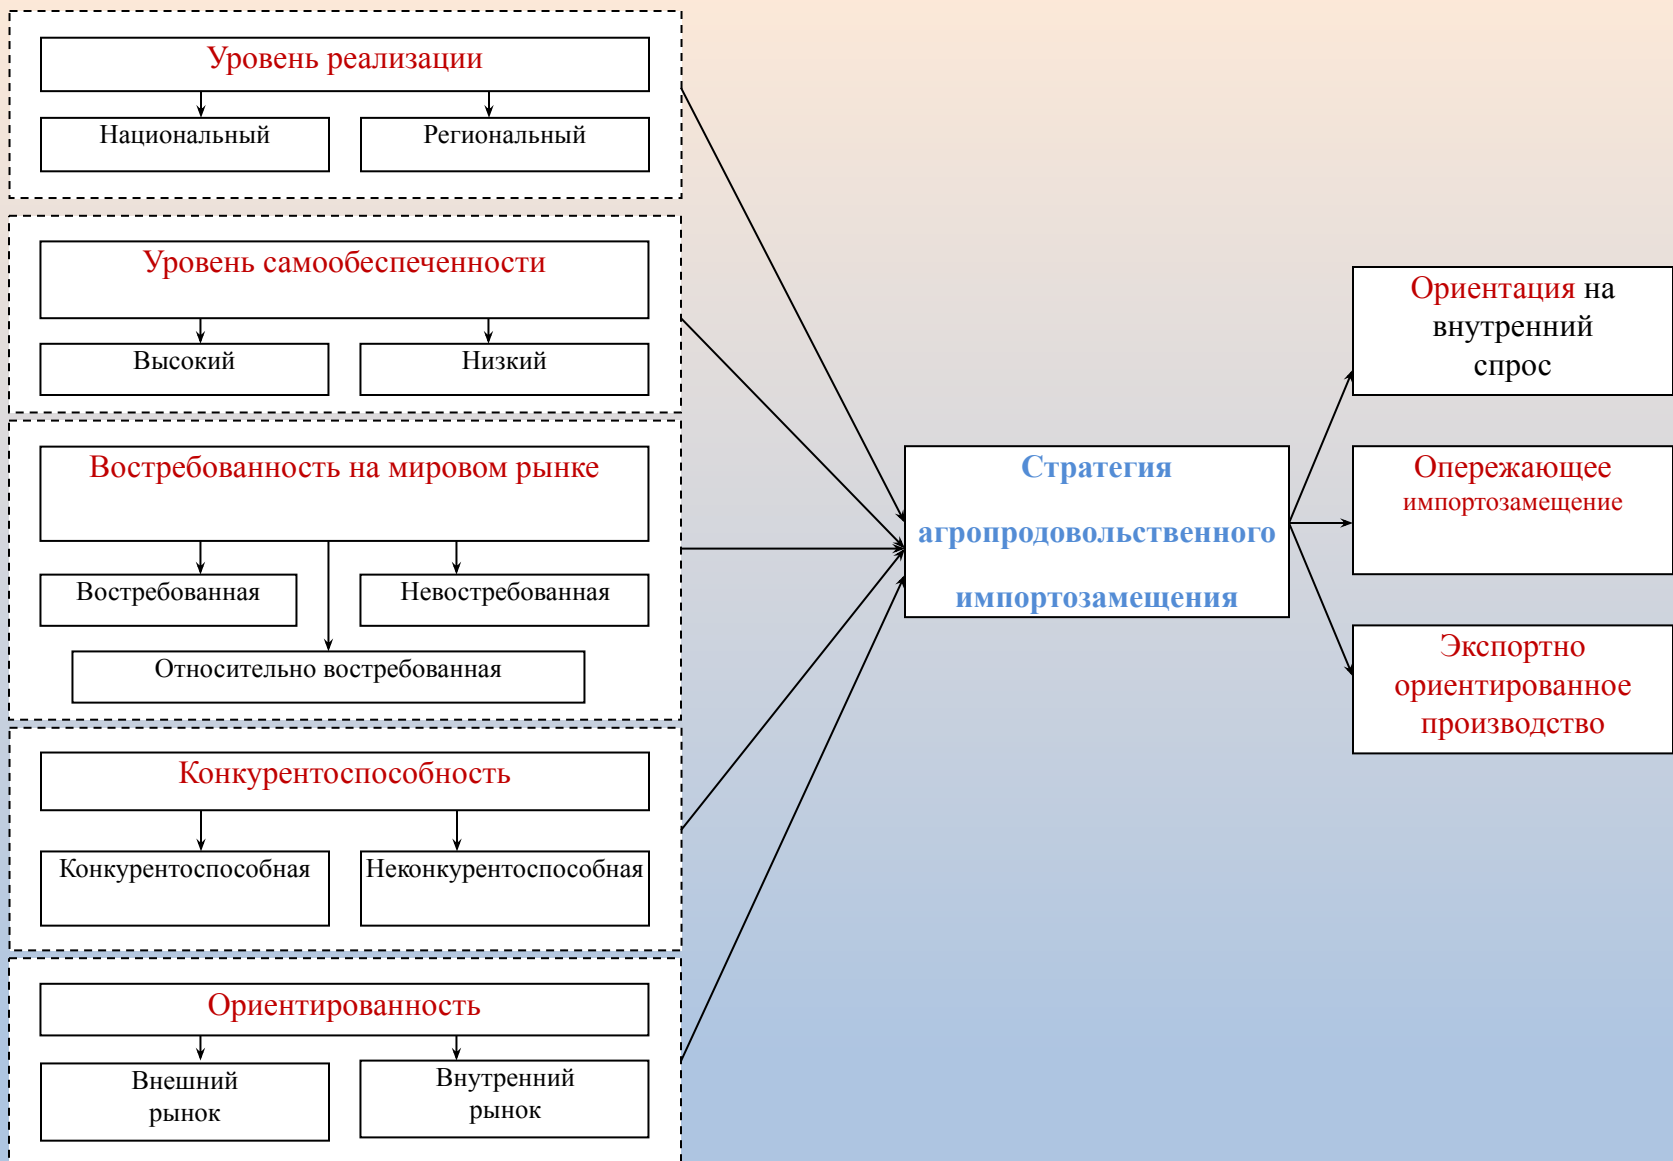 Уровень реализации
Национальный
Региональный
Уровень самообеспеченности
Высокий
Низкий
Востребованность на мировом рынке
Востребованная
Невостребованная
Относительно востребованная
Конкурентоспособность
Конкурентоспособная
Неконкурентоспособная
Ориентированность
Внешний
рынок
Внутренний
рынок
Стратегия
агропродовольственного
импортозамещения
Ориентация на
внутренний
спрос
Опережающее
импортозамещение
Экспортно
ориентированное
производство